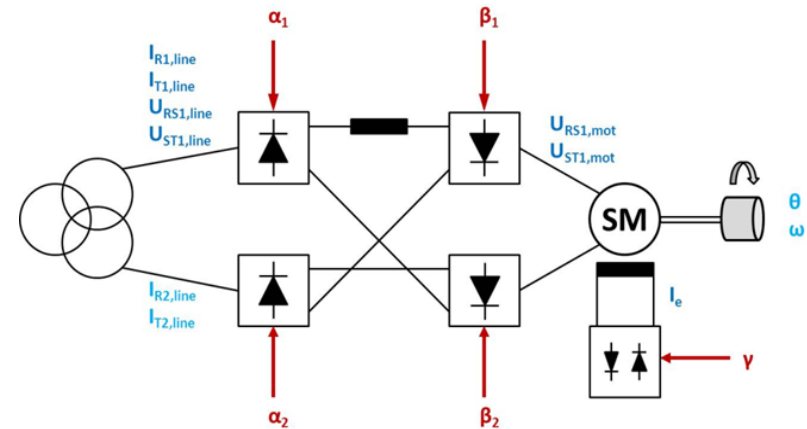 α1
β1
IR1,line
IT1,line
URS1,line
UST1,line
URS1,mot
UST1,mot
SM
θ
ω
IR2,line
IT2,line
Ie
γ
α2
β2